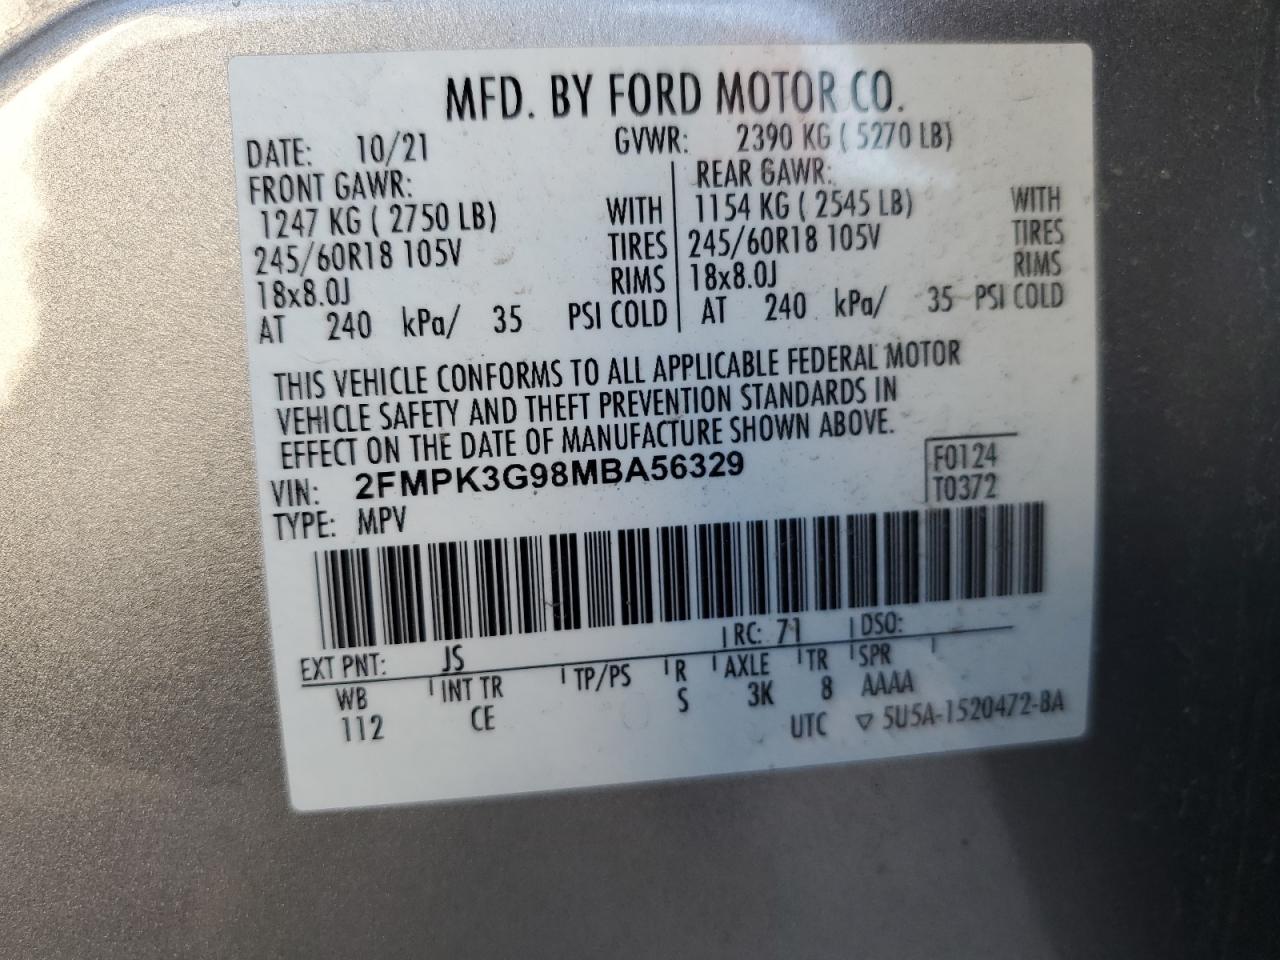 MFD. BY FORD MOTOR CO.
DATE: 10/21 GVWR: 2390 KG ( 5270 LB)
FRONT GAWR: REAR GAWR:
1247 KG ( 2750 LB) WITH 1154 KG ( 2545 LB) WITH
245/60R18 105V TIRES 245/60R18 105V TIRES
18x8.0J RIMS 18x8.0J RIMS
AT 240 kPa/ 35 PSI COLD AT 240 kPa/ 35 PSI COLD
THIS VEHICLE CONFORMS TO ALL APPLICABLE FEDERAL MOTOR
VEHICLE SAFETY AND THEFT PREVENTION STANDARDS IN
EFFECT ON THE DATE OF MANUFACTURE SHOWN ABOVE.
VIN: 2FMPK3G98MBA56329 F0124
TYPE: MPV T0372
EXT PNT: JS RC: 71 DSO:
WB INT TR TP/PS R AXLE TR SPR
112 CE S 3K 8 AAAA
UTC ▽ 5U5A-1520472-BA